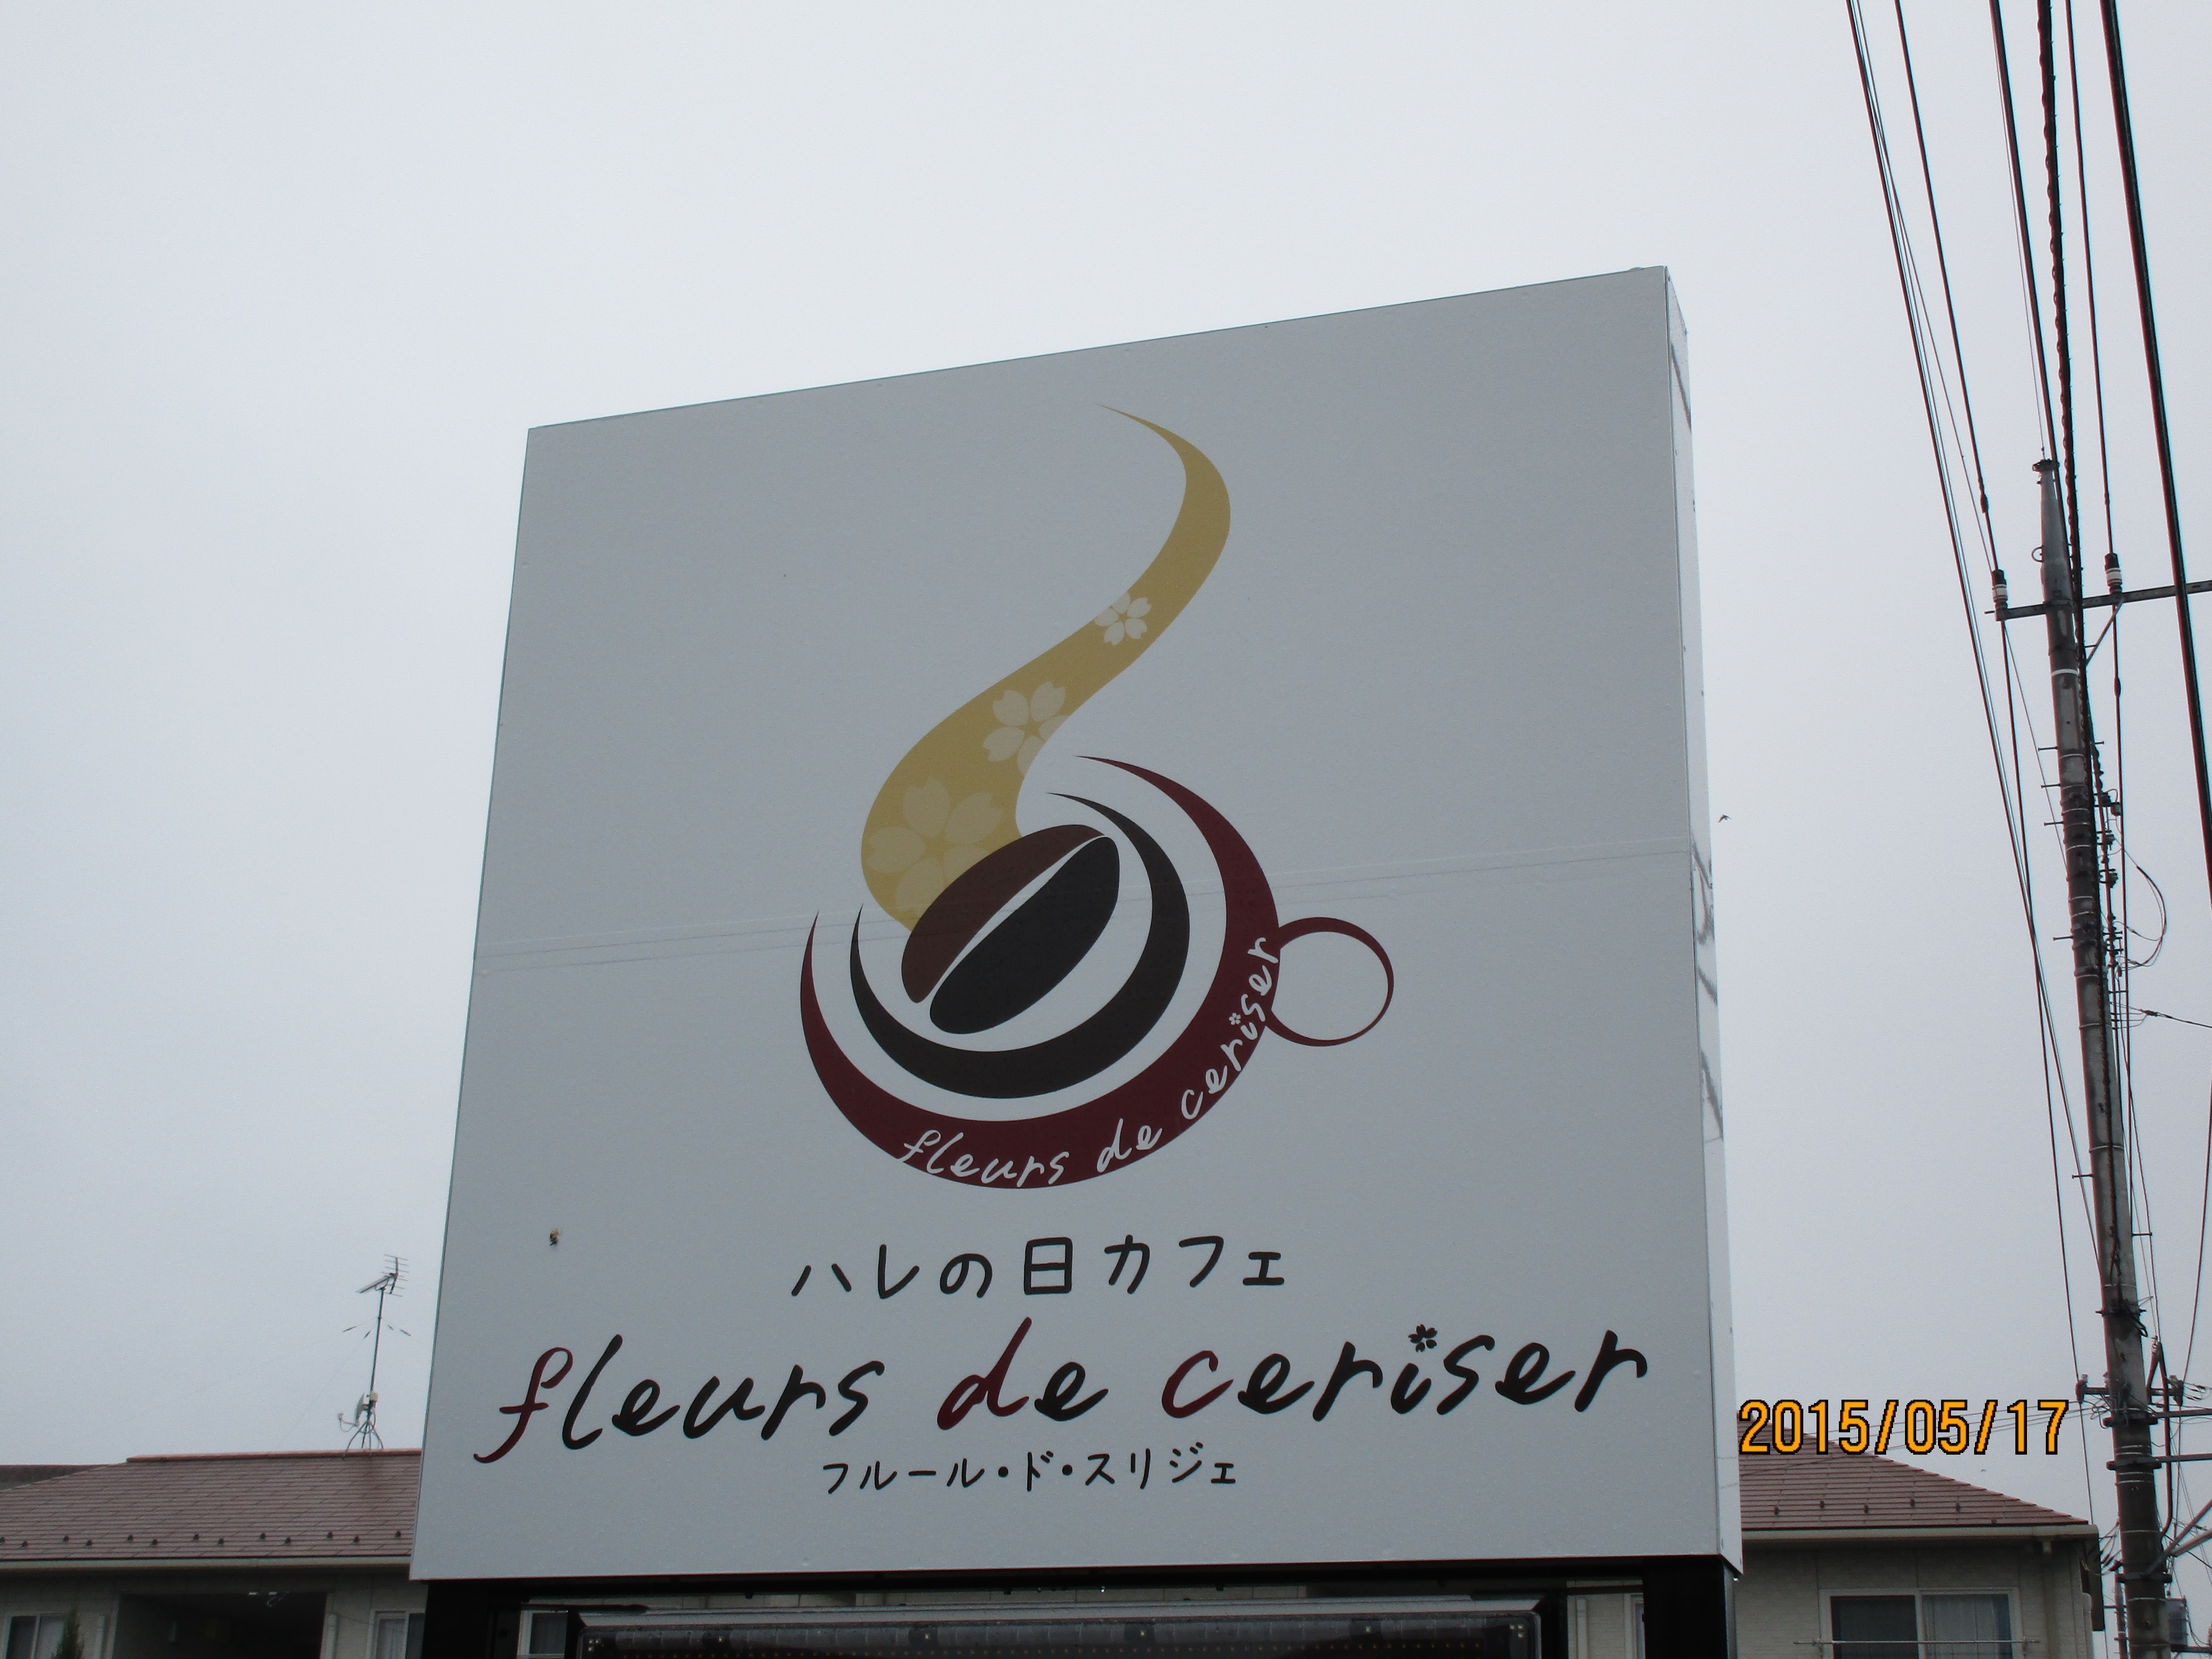 fleurs de ceriser
ハレの日カフェ
fleurs de ceriser
フルール・ド・スリジェ
2015/05/17